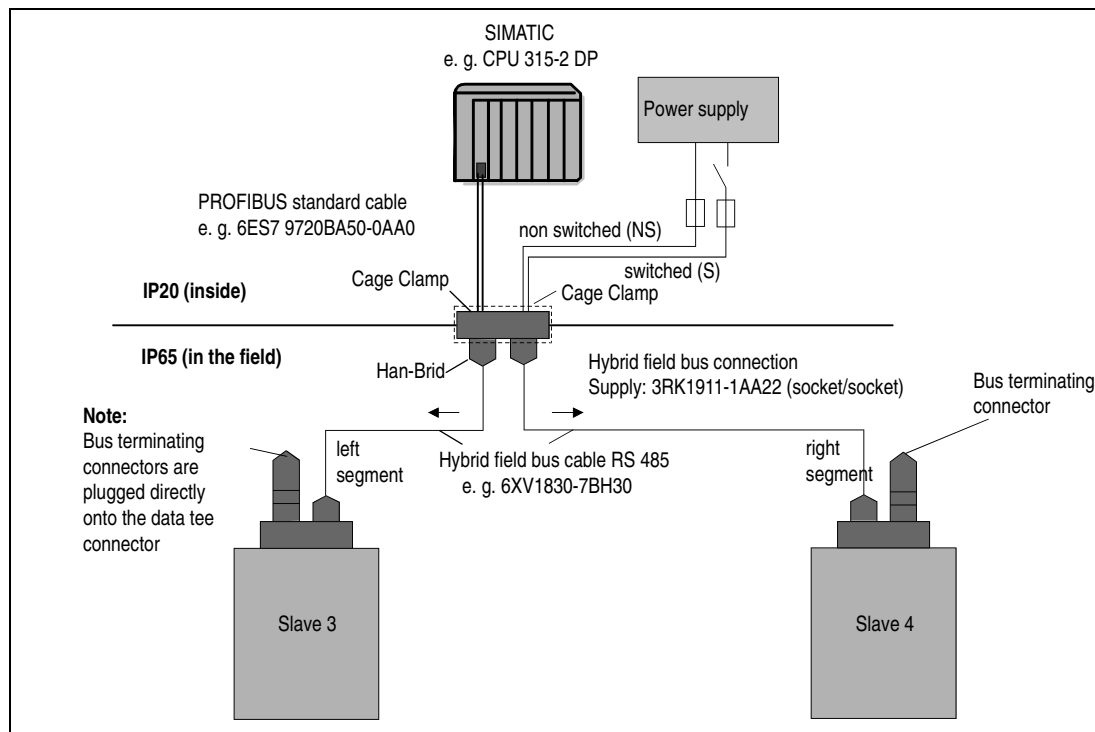 SIMATIC
e. g. CPU 315-2 DP
Power supply
PROFIBUS standard cable
e. g. 6ES7 9720BA50-0AA0
non switched (NS)
switched (S)
Cage Clamp
Cage Clamp
IP20 (inside)
IP65 (in the field)
Han-Brid
Hybrid field bus connection
Supply: 3RK1911-1AA22 (socket/socket)
Bus terminating
connector
Note:
Bus terminating
connectors are
plugged directly
onto the data tee
connector
left
segment
Hybrid field bus cable RS 485
e. g. 6XV1830-7BH30
right
segment
Slave 3
Slave 4